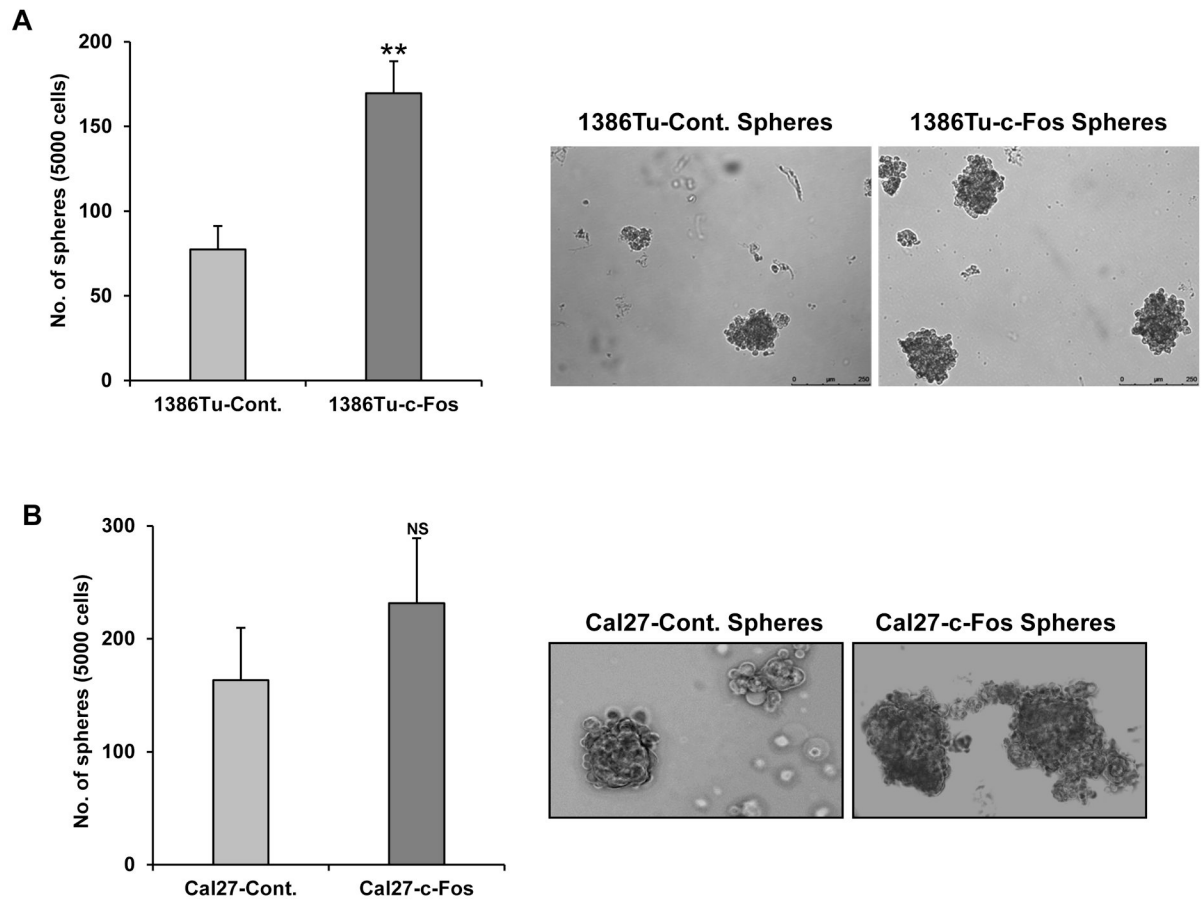 A
200
150
100
50
0
No. of spheres (5000 cells)
**
1386Tu-Cont.
1386Tu-c-Fos
1386Tu-Cont. Spheres
1386Tu-c-Fos Spheres
0 µm 250
0 µm 250
B
300
200
100
0
No. of spheres (5000 cells)
NS
Cal27-Cont.
Cal27-c-Fos
Cal27-Cont. Spheres
Cal27-c-Fos Spheres